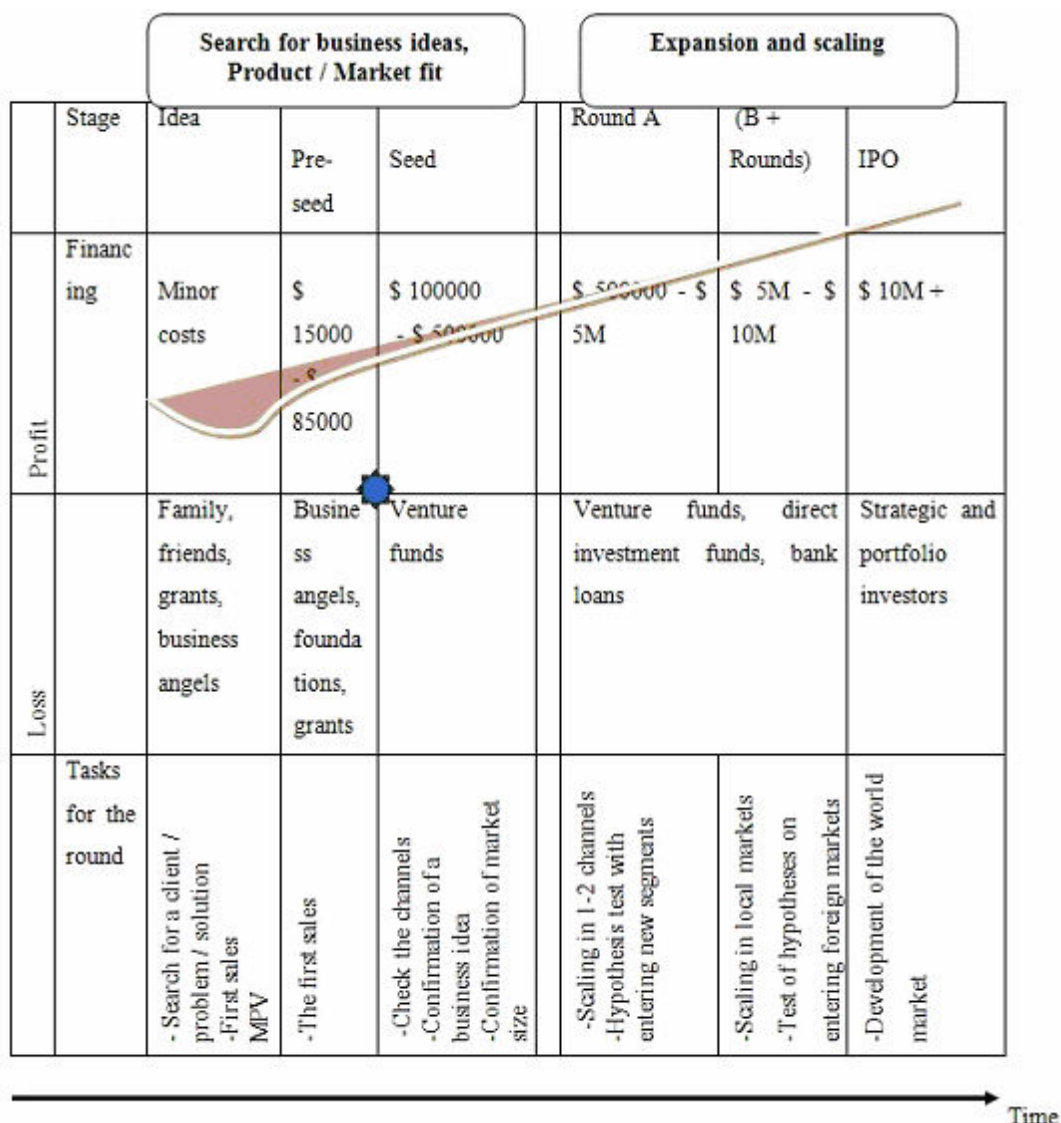 Search for business ideas,
Product / Market fit
Expansion and scaling
Stage
Idea
Pre-
seed
Seed
Round A
(B +
Rounds)
IPO
Profit
Financ
ing
Minor
costs
$
15000
- $
85000
$ 100000
- $ 500000
$ 500000 - $
5M
$ 5M - $
10M
$ 10M +
Loss
Family,
friends,
grants,
business
angels
Busine
ss
angels,
founda
tions,
grants
Venture
funds
Venture funds, direct
investment funds, bank
loans
Strategic and
portfolio
investors
Tasks
for the
round
- Search for a client /
problem / solution
-First sales
MPV
-The first sales
-Check the channels
-Confirmation of a
business idea
-Confirmation of market
size
-Scaling in 1-2 channels
-Hypothesis test with
entering new segments
-Scaling in local markets
-Test of hypotheses on
entering foreign markets
-Development of the world
market
Time